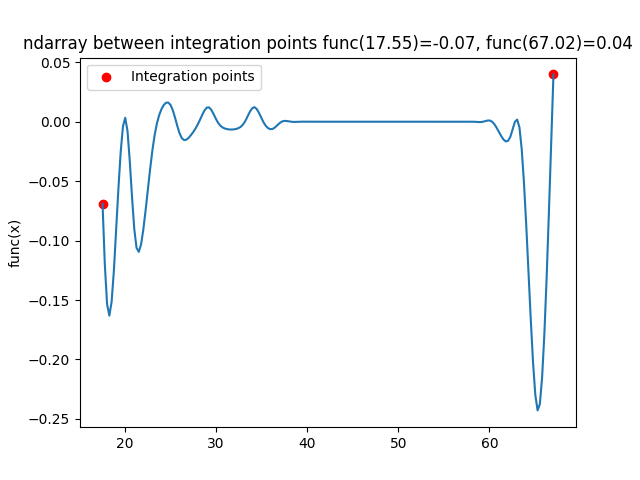 ndarray between integration points func(17.55)=-0.07, func(67.02)=0.04
Integration points
func(x)
0.05
0.00
−0.05
−0.10
−0.15
−0.20
−0.25
20 30 40 50 60